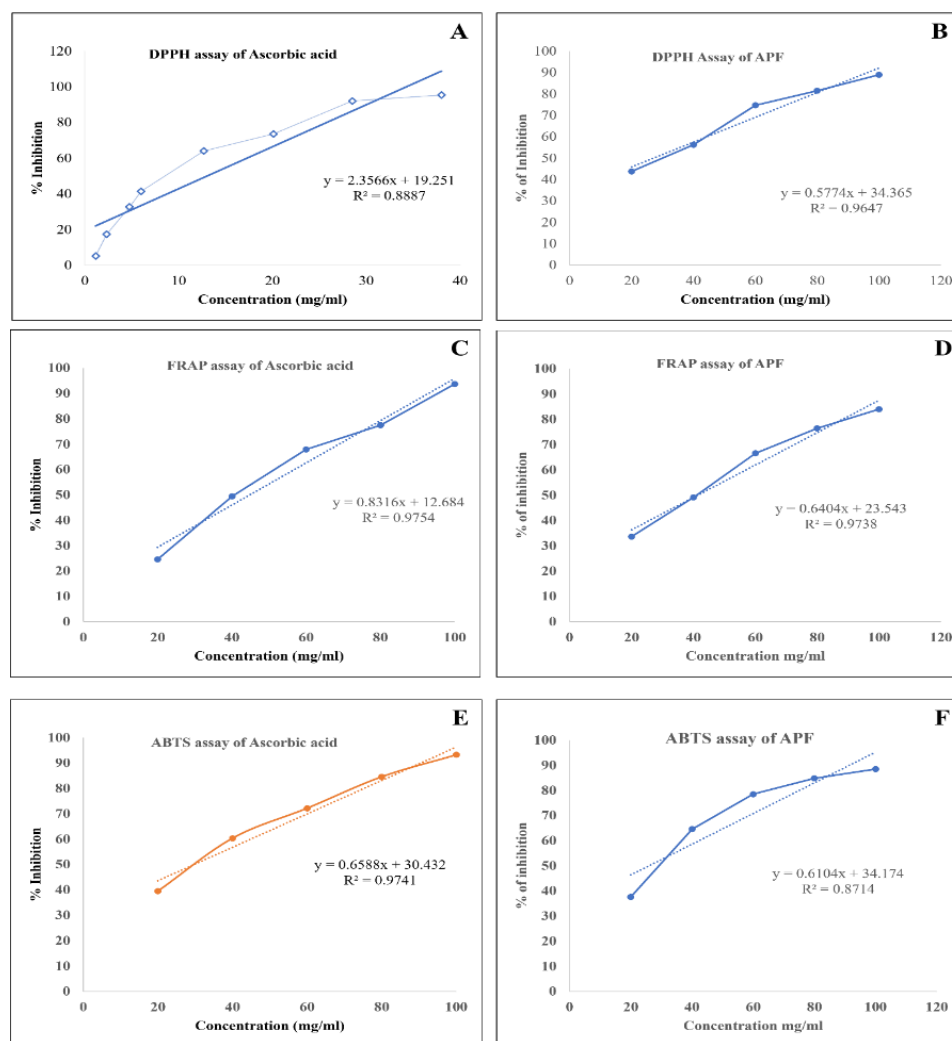 A
DPPH assay of Ascorbic acid
120
100
80
60
40
20
0
% Inhibition
y = 2.3566x + 19.251
R² = 0.8887
0 10 20 30 40
Concentration (mg/ml)
B
DPPH Assay of APF
100
90
80
70
60
50
40
30
20
10
0
% of Inhibition
y = 0.5774x + 34.365
R² = 0.9647
0 20 40 60 80 100 120
Concentration (mg/ml)
C
FRAP assay of Ascorbic acid
100
90
80
70
60
50
40
30
20
10
0
% Inhibition
y = 0.8316x + 12.684
R² = 0.9754
0 20 40 60 80 100
Concentration (mg/ml)
D
FRAP assay of APF
100
90
80
70
60
50
40
30
20
10
0
% of inhibition
y = 0.6404x + 23.543
R² = 0.9738
0 20 40 60 80 100 120
Concentration mg/ml
E
ABTS assay of Ascorbic acid
100
90
80
70
60
50
40
30
20
10
0
% Inhibition
y = 0.6588x + 30.432
R² = 0.9741
0 20 40 60 80 100
Concentration (mg/ml)
F
ABTS assay of APF
100
90
80
70
60
50
40
30
20
10
0
% of inhibition
y = 0.6104x + 34.174
R² = 0.8714
0 20 40 60 80 100 120
Concentration mg/ml